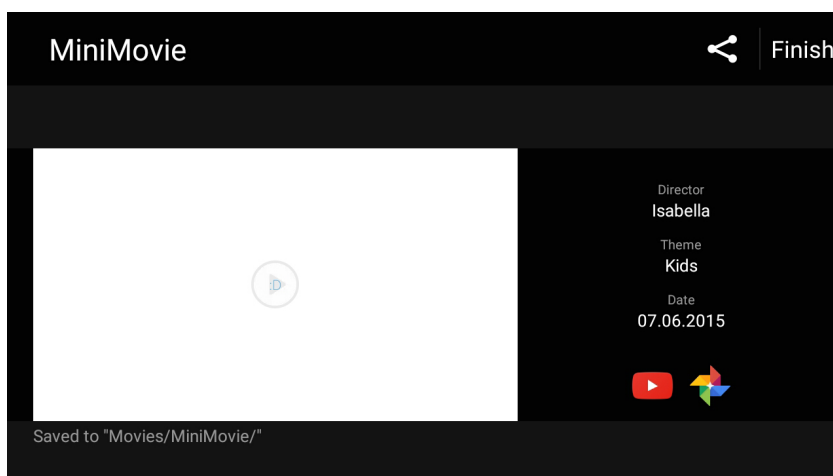 MiniMovie
Finish
:D
Director
Isabella
Theme
Kids
Date
07.06.2015
Saved to "Movies/MiniMovie/"